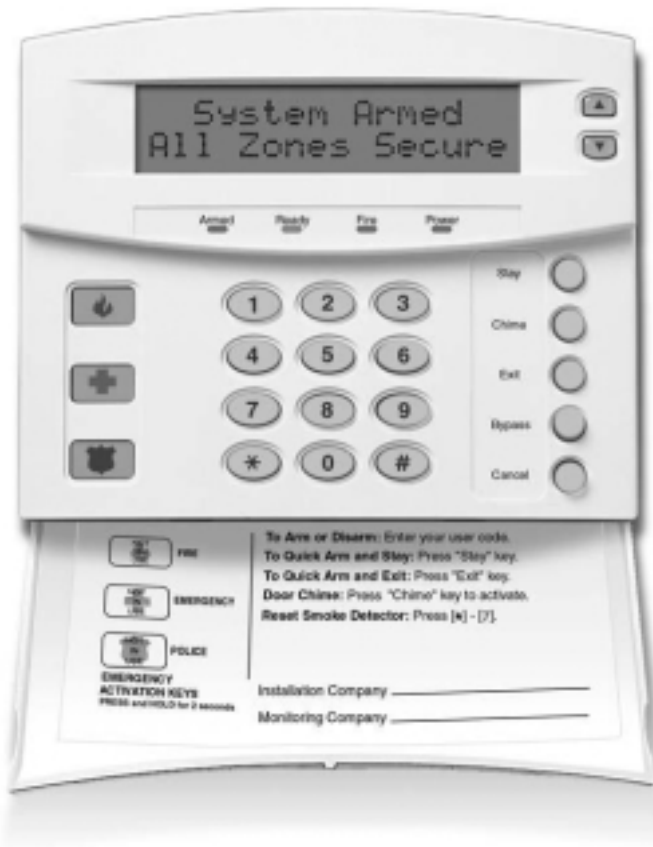 System Armed
All Zones Secure
Armed Ready Fire Power
Stay
Chime
Exit
Bypass
Cancel
1 2 3
4 5 6
7 8 9
* 0 #
FIRE
EMERGENCY
POLICE
EMERGENCY
ACTIVATION KEYS
PRESS and HOLD for 2 seconds
To Arm or Disarm: Enter your user code.
To Quick Arm and Stay: Press "Stay" key.
To Quick Arm and Exit: Press "Exit" key.
Door Chime: Press "Chime" key to activate.
Reset Smoke Detector: Press [*] - [7].
Installation Company
Monitoring Company